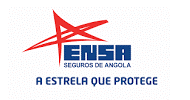 ENSA
SEGUROS DE ANGOLA
A ESTRELA QUE PROTEGE